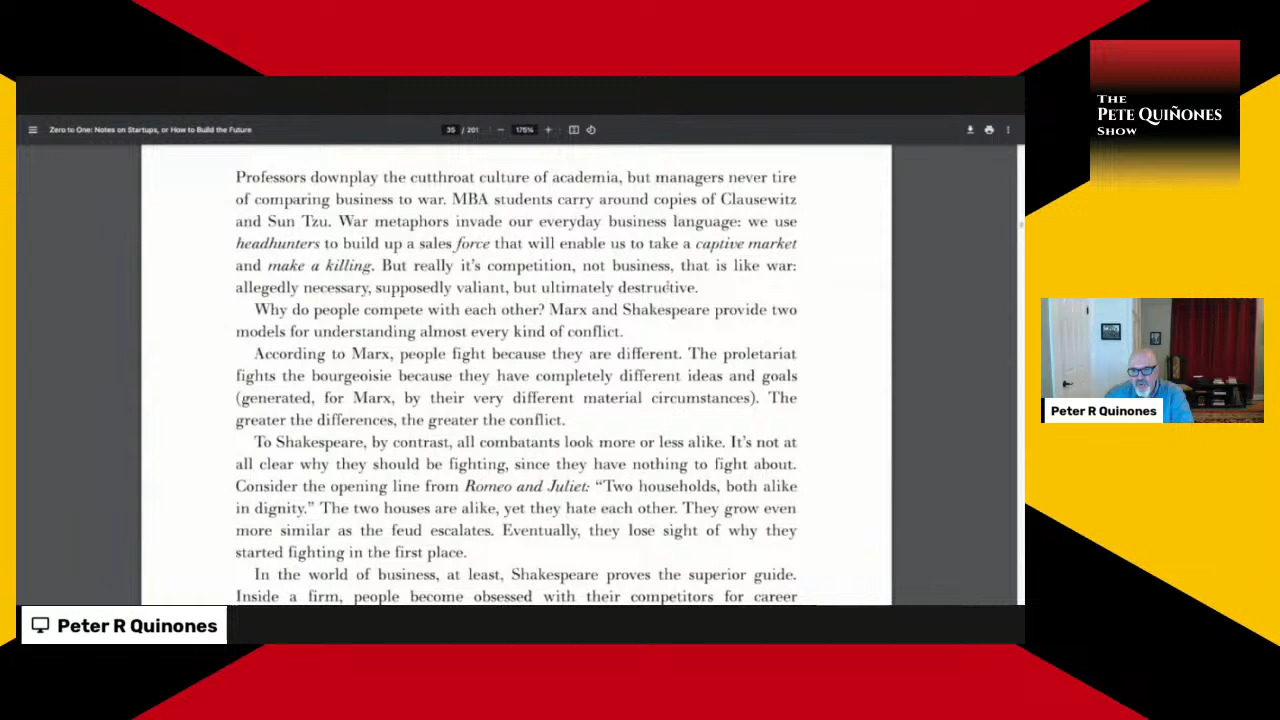 THE
PETE QUIÑONES
SHOW
Zero to One: Notes on Startups, or How to Build the Future
35 / 201
175%
Professors downplay the cutthroat culture of academia, but managers never tire
of comparing business to war. MBA students carry around copies of Clausewitz
and Sun Tzu. War metaphors invade our everyday business language: we use
headhunters to build up a sales force that will enable us to take a captive market
and make a killing. But really it's competition, not business, that is like war:
allegedly necessary, supposedly valiant, but ultimately destructive.
Why do people compete with each other? Marx and Shakespeare provide two
models for understanding almost every kind of conflict.
According to Marx, people fight because they are different. The proletariat
fights the bourgeoisie because they have completely different ideas and goals
(generated, for Marx, by their very different material circumstances). The
greater the differences, the greater the conflict.
To Shakespeare, by contrast, all combatants look more or less alike. It's not at
all clear why they should be fighting, since they have nothing to fight about.
Consider the opening line from Romeo and Juliet: “Two households, both alike
in dignity.” The two houses are alike, yet they hate each other. They grow even
more similar as the feud escalates. Eventually, they lose sight of why they
started fighting in the first place.
In the world of business, at least, Shakespeare proves the superior guide.
Inside a firm, people become obsessed with their competitors for career
Peter R Quinones
Peter R Quinones